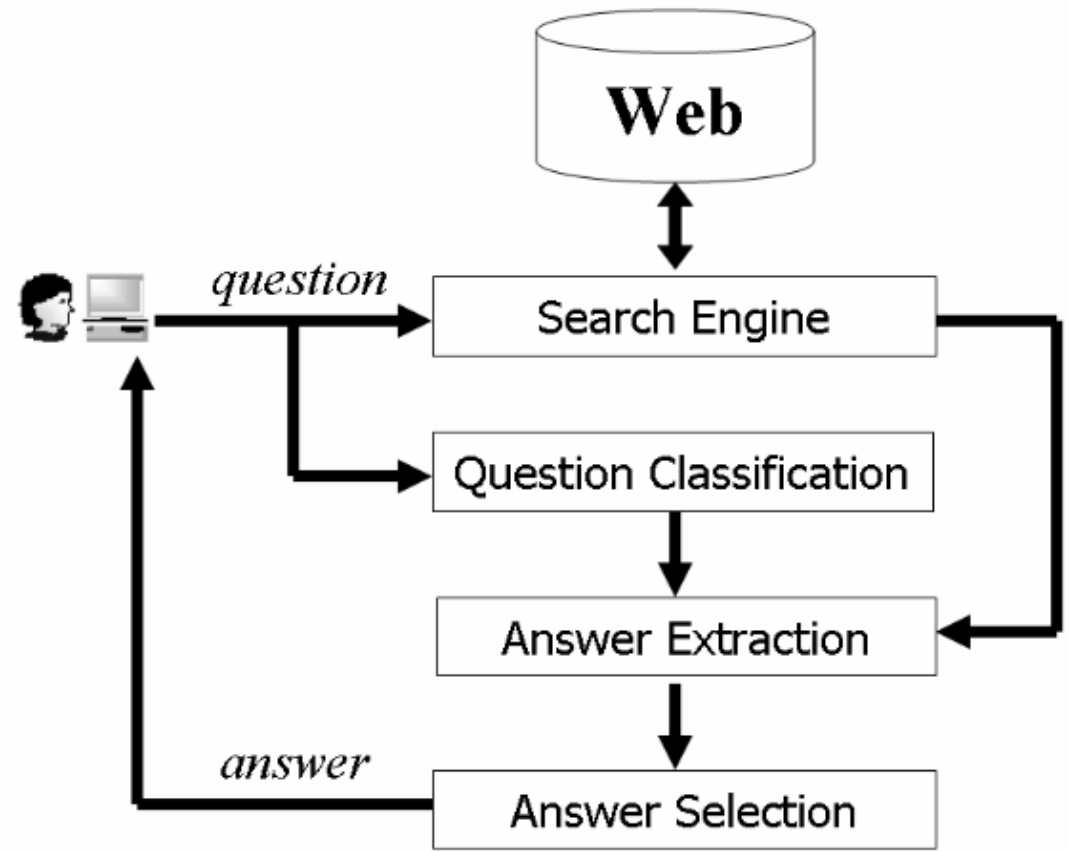 Web
question
Search Engine
Question Classification
Answer Extraction
answer
Answer Selection